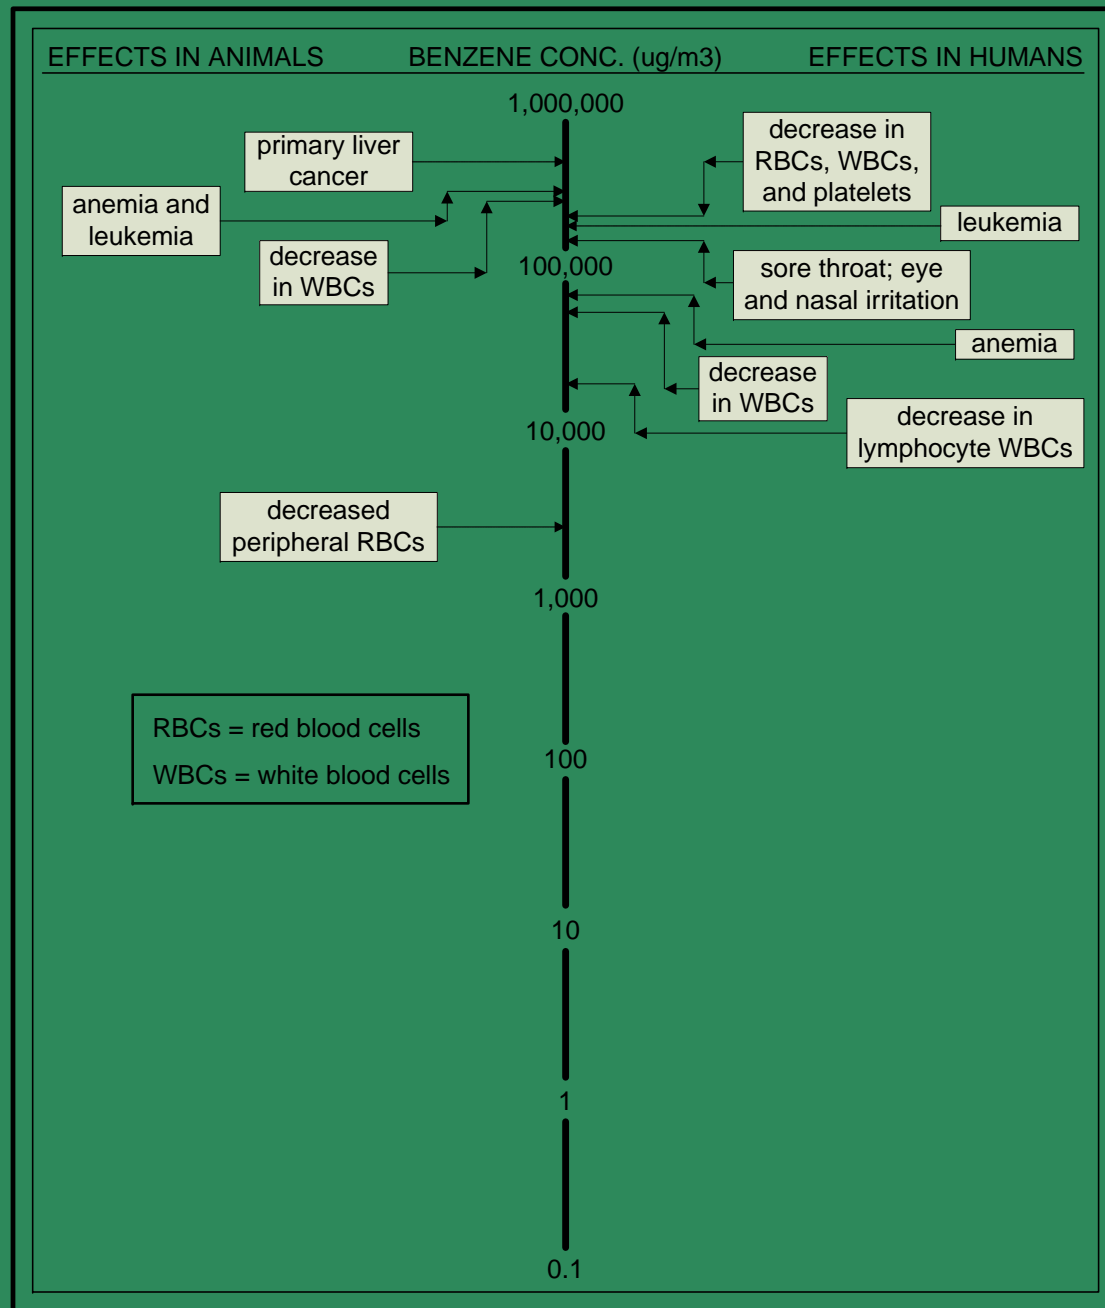 EFFECTS IN ANIMALS
BENZENE CONC. (ug/m3)
EFFECTS IN HUMANS
1,000,000
primary liver
cancer
decrease in
RBCs, WBCs,
and platelets
anemia and
leukemia
leukemia
decrease
in WBCs
100,000
sore throat; eye
and nasal irritation
anemia
decrease
in WBCs
10,000
decrease in
lymphocyte WBCs
decreased
peripheral RBCs
1,000
RBCs = red blood cells
WBCs = white blood cells
100
10
1
0.1